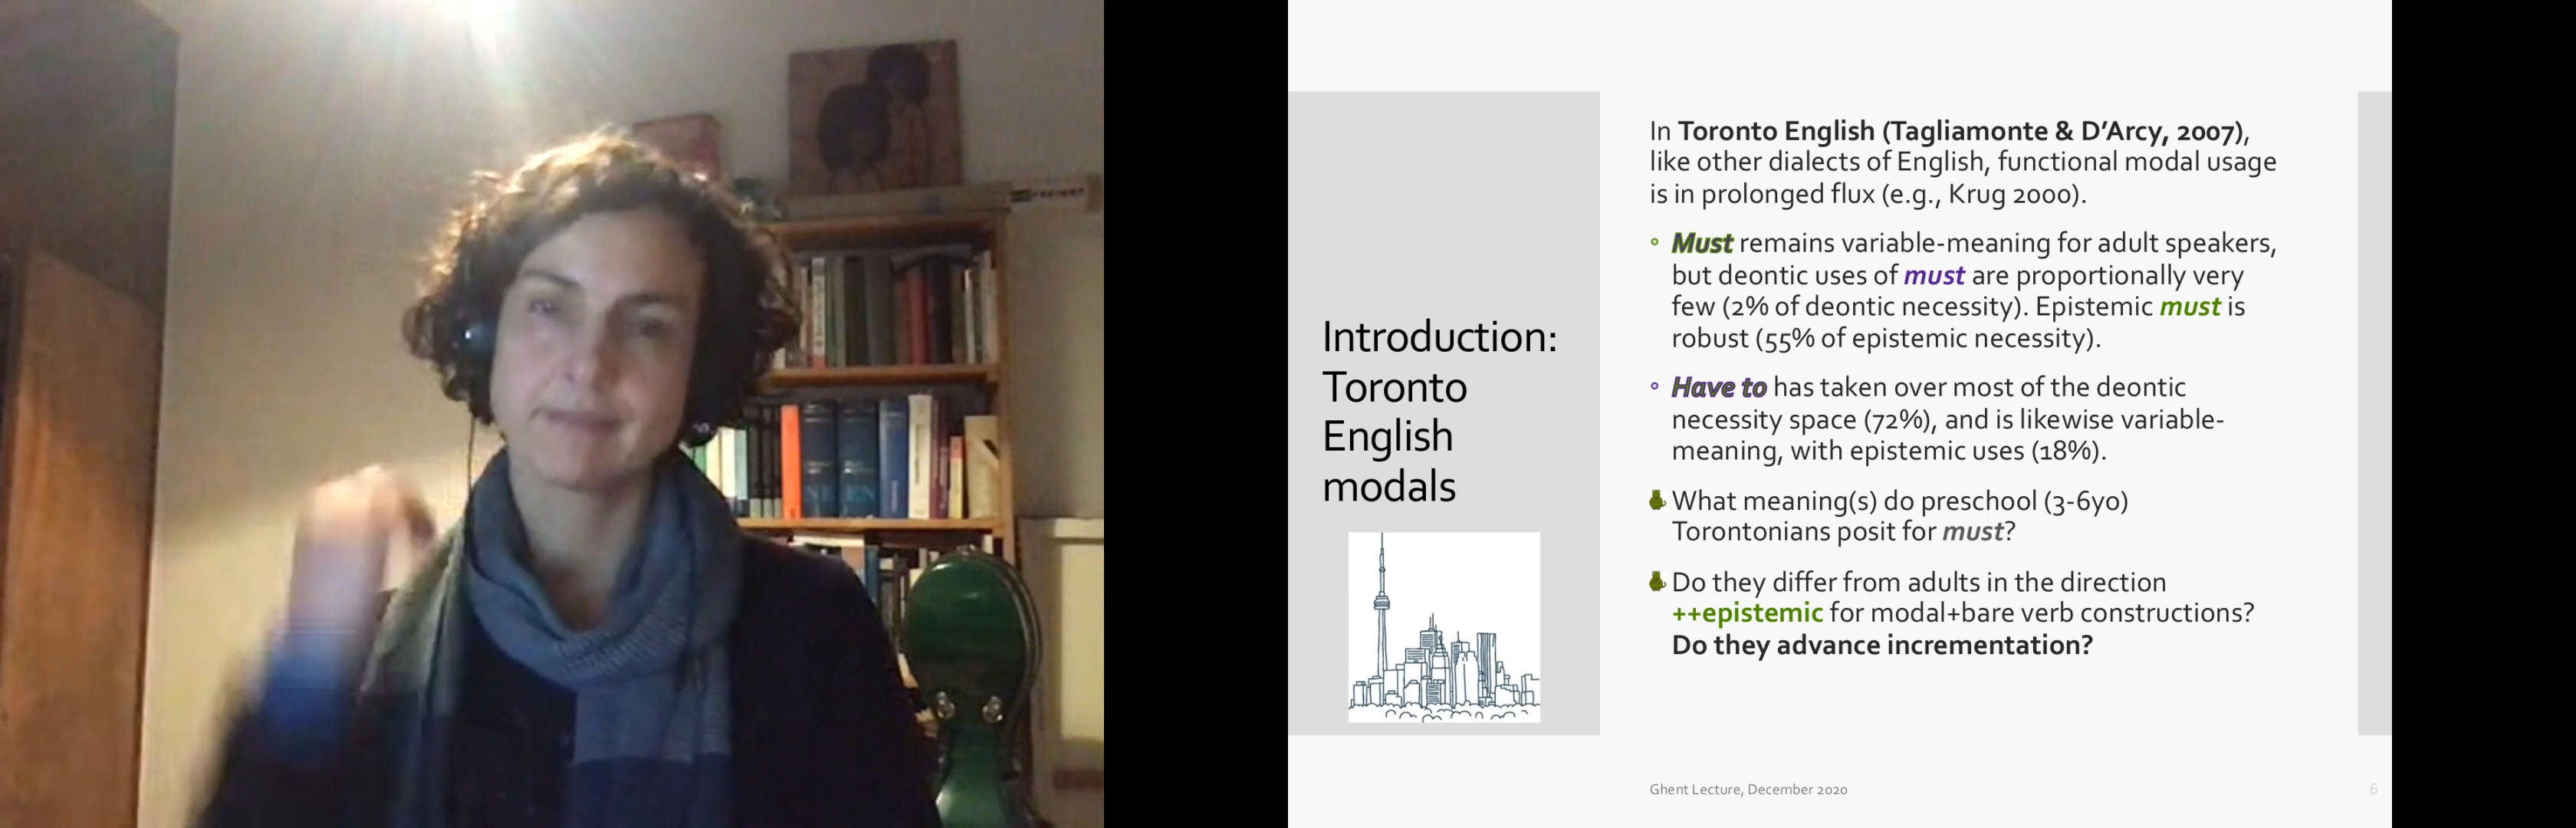 Introduction:
Toronto
English
modals
In Toronto English (Tagliamonte & D'Arcy, 2007),
like other dialects of English, functional modal usage
is in prolonged flux (e.g., Krug 2000).
Must remains variable-meaning for adult speakers,
but deontic uses of must are proportionally very
few (2% of deontic necessity). Epistemic must is
robust (55% of epistemic necessity).
Have to has taken over most of the deontic
necessity space (72%), and is likewise variable-
meaning, with epistemic uses (18%).
What meaning(s) do preschool (3-6yo)
Torontonians posit for must?
Do they differ from adults in the direction
++epistemic for modal+bare verb constructions?
Do they advance incrementation?
Ghent Lecture, December 2020
6